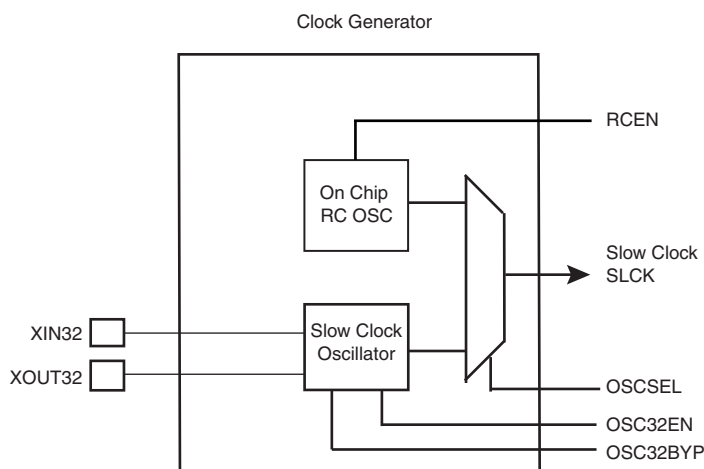 Clock Generator
RCEN
On Chip
RC OSC
Slow Clock
SLCK
XIN32
Slow Clock
Oscillator
XOUT32
OSCSEL
OSC32EN
OSC32BYP